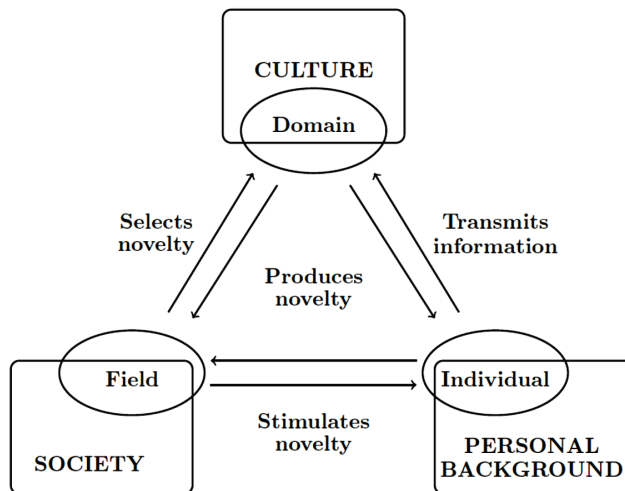 CULTURE
Domain
Selects
novelty
Transmits
information
Produces
novelty
Field
Individual
Stimulates
novelty
SOCIETY
PERSONAL
BACKGROUND